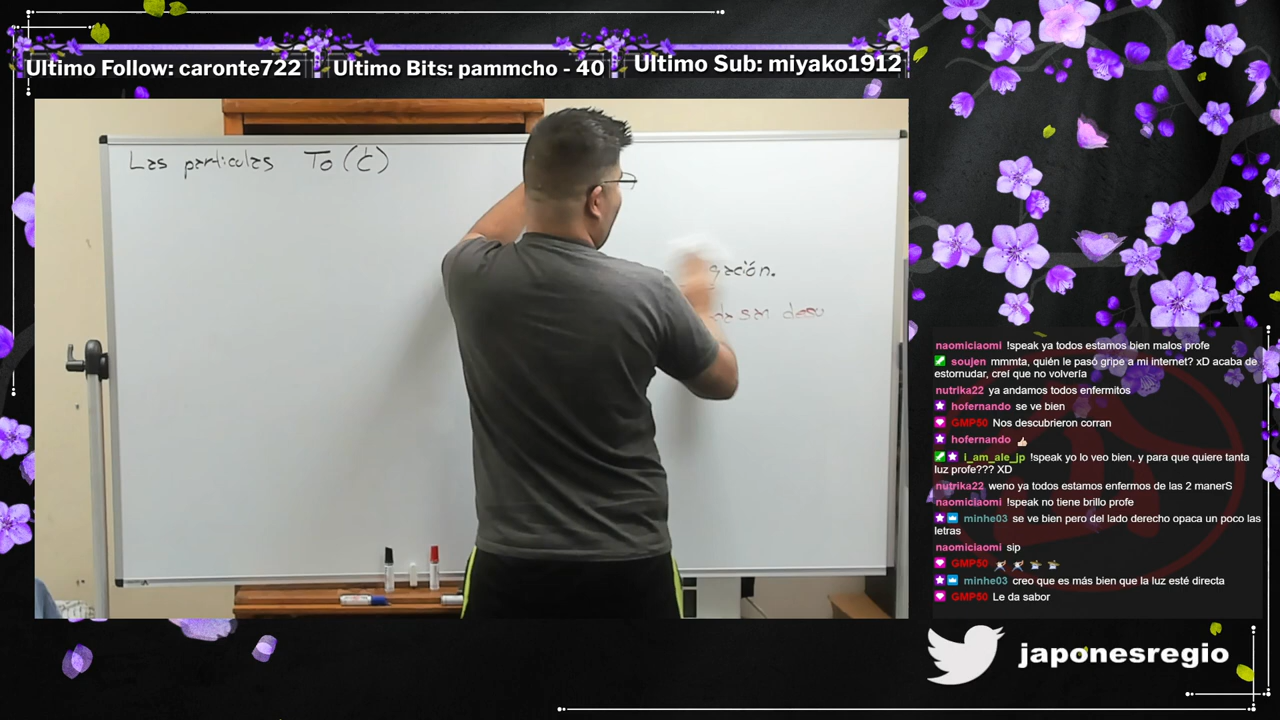 Ultimo Follow: caronte722
Ultimo Bits: pammcho - 40
Ultimo Sub: miyako1912
Las particulas To (と)
gación.
desu
naomiciaomi !speak ya todos estamos bien malos profe
soujen mmmta, quién le pasó gripe a mi internet? xD acaba de
estornudar, creí que no volvería
nutrika22 ya andamos todos enfermitos
hofernando se ve bien
GMP50 Nos descubrieron corran
hofernando 👍🏻
i_am_ale_jp !speak yo lo veo bien, y para que quiere tanta
luz profe??? XD
nutrika22 weno ya todos estamos enfermos de las 2 manerS
naomiciaomi !speak no tiene brillo profe
minhe03 se ve bien pero del lado derecho opaca un poco las
letras
naomiciaomi sip
GMP50
minhe03 creo que es más bien que la luz esté directa
GMP50 Le da sabor
japonesregio